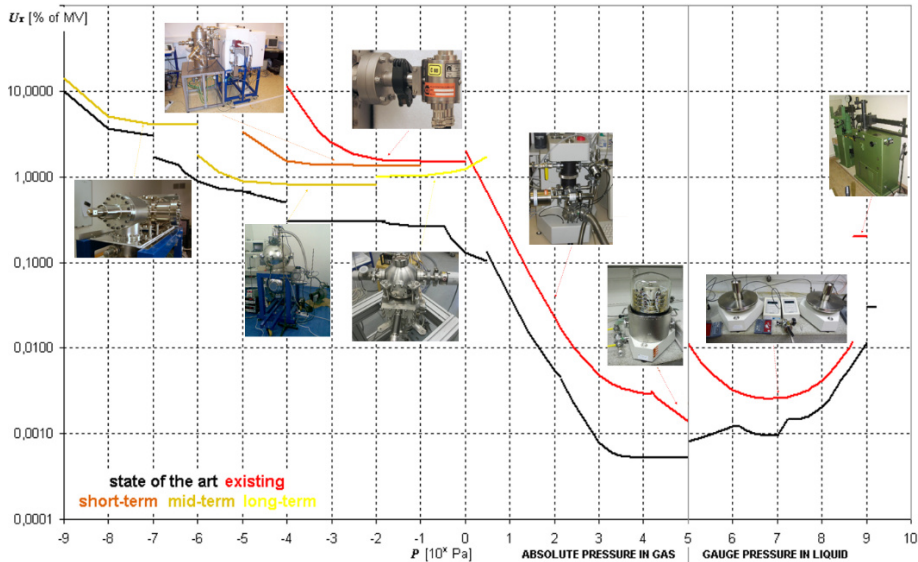 Ur [% of MV]
10,0000
1,0000
0,1000
0,0100
0,0010
0,0001
state of the art existing
short-term mid-term long-term
-9 -8 -7 -6 -5 -4 -3 -2 -1 0 1 2 3 4 5 6 7 8 9 10
P [10ˣ Pa] ABSOLUTE PRESSURE IN GAS GAUGE PRESSURE IN LIQUID